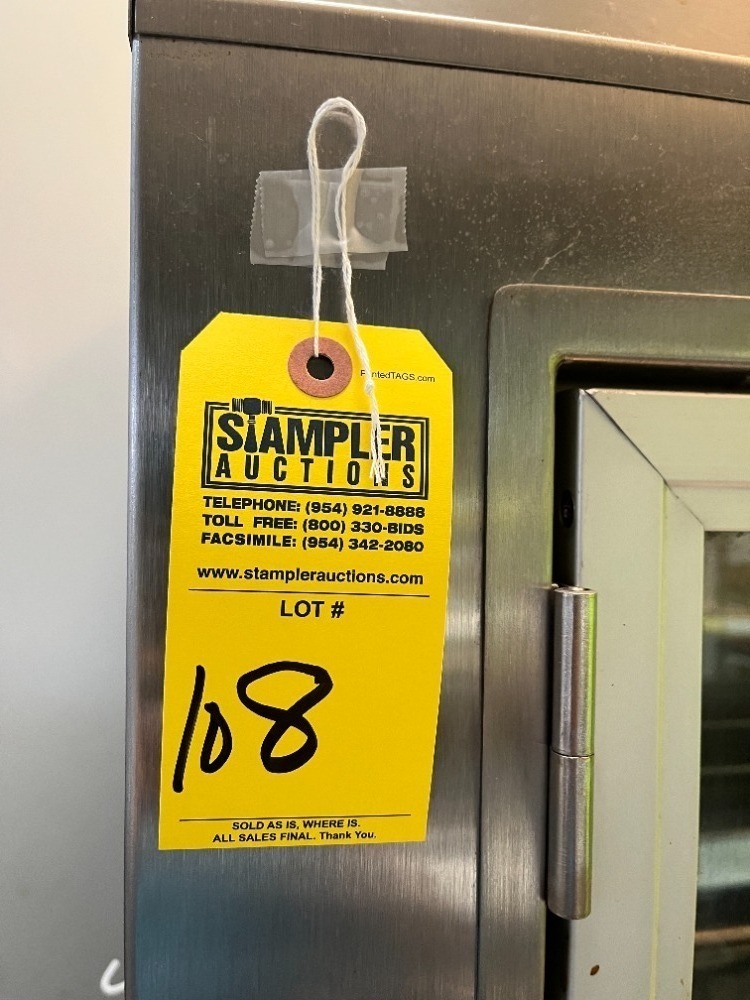 PrintedTAGS.com
STAMPLER
AUCTIONS
TELEPHONE: (954) 921-8888
TOLL FREE: (800) 330-BIDS
FACSIMILE: (954) 342-2080
www.stamplerauctions.com
LOT #
108
SOLD AS IS, WHERE IS.
ALL SALES FINAL. Thank You.